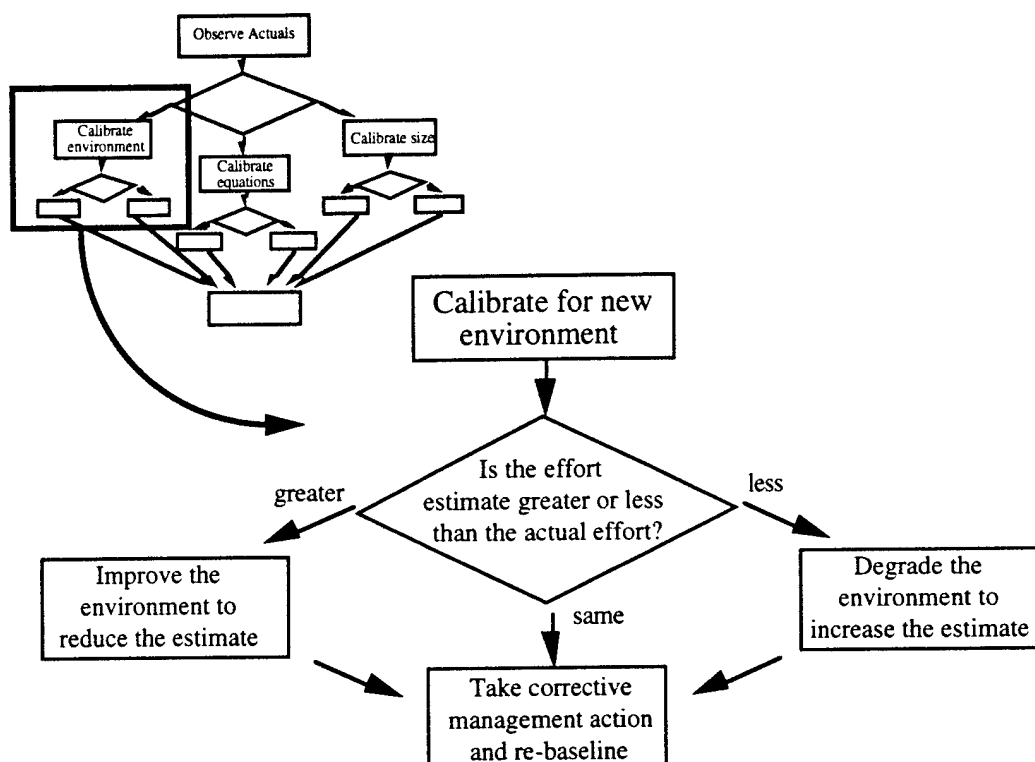 Observe Actuals
Calibrate
environment
Calibrate
equations
Calibrate size
Calibrate for new
environment
Is the effort
estimate greater or less
than the actual effort?
greater
less
same
Improve the
environment to
reduce the estimate
Degrade the
environment to
increase the estimate
Take corrective
management action
and re-baseline